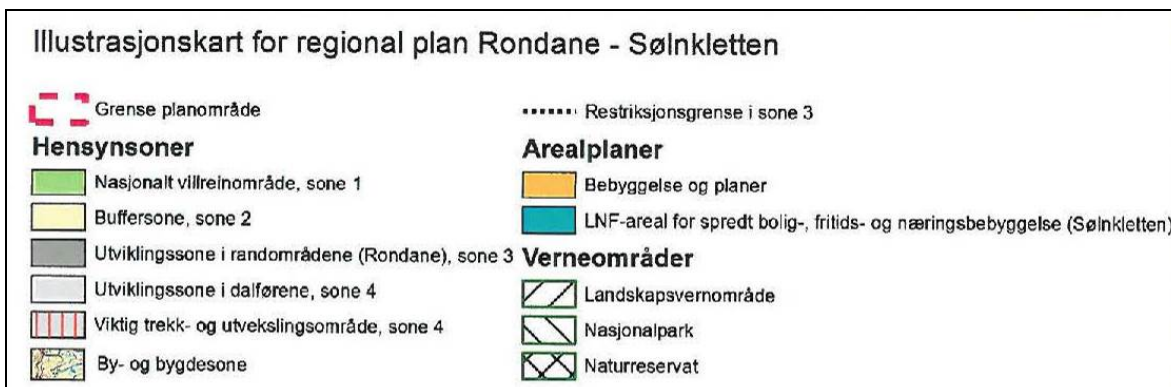 Illustrasjonskart for regional plan Rondane - Sølnkletten
Grense planområde
Hensynsoner
Nasjonalt villreinområde, sone 1
Buffersone, sone 2
Utviklingssone i randområdene (Rondane), sone 3
Utviklingssone i dalførene, sone 4
Viktig trekk- og utvekslingsområde, sone 4
By- og bygdesone
Restriksjonsgrense i sone 3
Arealplaner
Bebyggelse og planer
LNF-areal for spredt bolig-, fritids- og næringsbebyggelse (Sølnkletten)
Verneområder
Landskapsvernområde
Nasjonalpark
Naturreservat